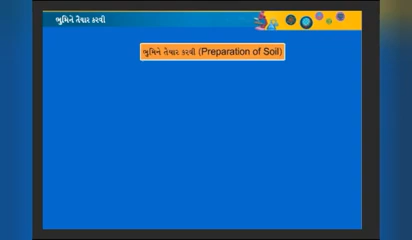 ભુમિને તૈયાર કરવી
ભુમિને તૈયાર કરવી (Preparation of Soil)